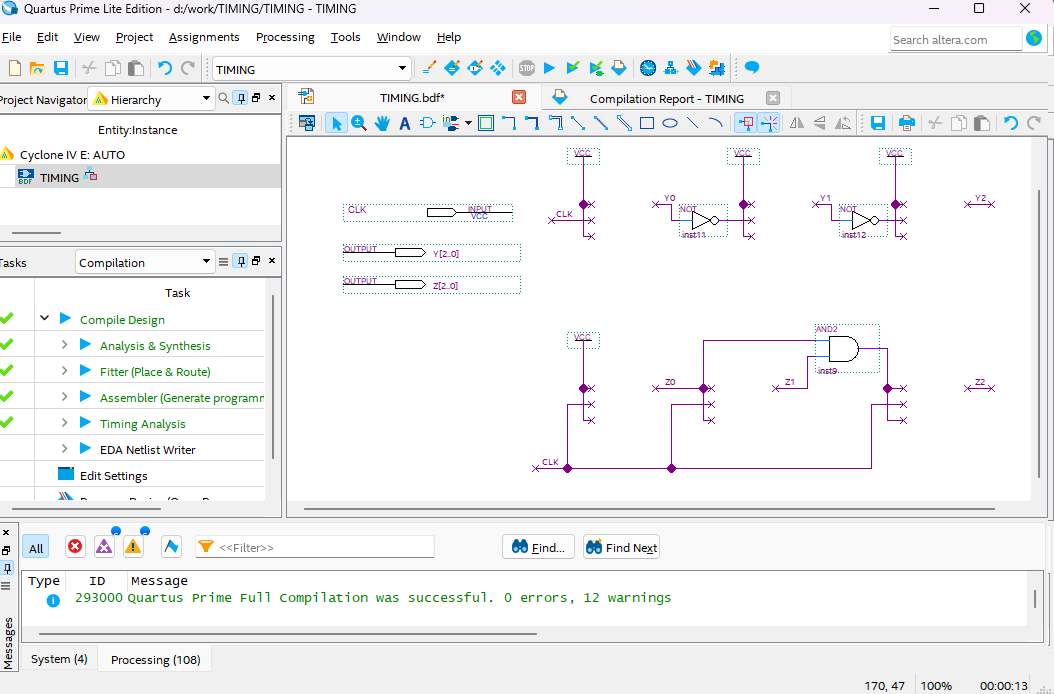 Quartus Prime Lite Edition - d:/work/TIMING/TIMING - TIMING
File Edit View Project Assignments Processing Tools Window Help
Search altera.com
TIMING
STOP
Project Navigator Hierarchy
TIMING.bdf*
Compilation Report - TIMING
Entity:Instance
Cyclone IV E: AUTO
BDF TIMING
Tasks Compilation
Task
Compile Design
Analysis & Synthesis
Fitter (Place & Route)
Assembler (Generate programm
Timing Analysis
EDA Netlist Writer
Edit Settings
VCC VCC VCC
CLK INPUT
VCC
CLK
Y0 NOT
inst11
Y1 NOT
inst12
Y2
OUTPUT Y[2..0]
OUTPUT Z[2..0]
VCC
AND2
inst9
Z0 Z1 Z2
CLK
All <<Filter>> Find... Find Next
Type ID Message
293000 Quartus Prime Full Compilation was successful. 0 errors, 12 warnings
Messages
System (4) Processing (108)
170, 47 100% 00:00:13